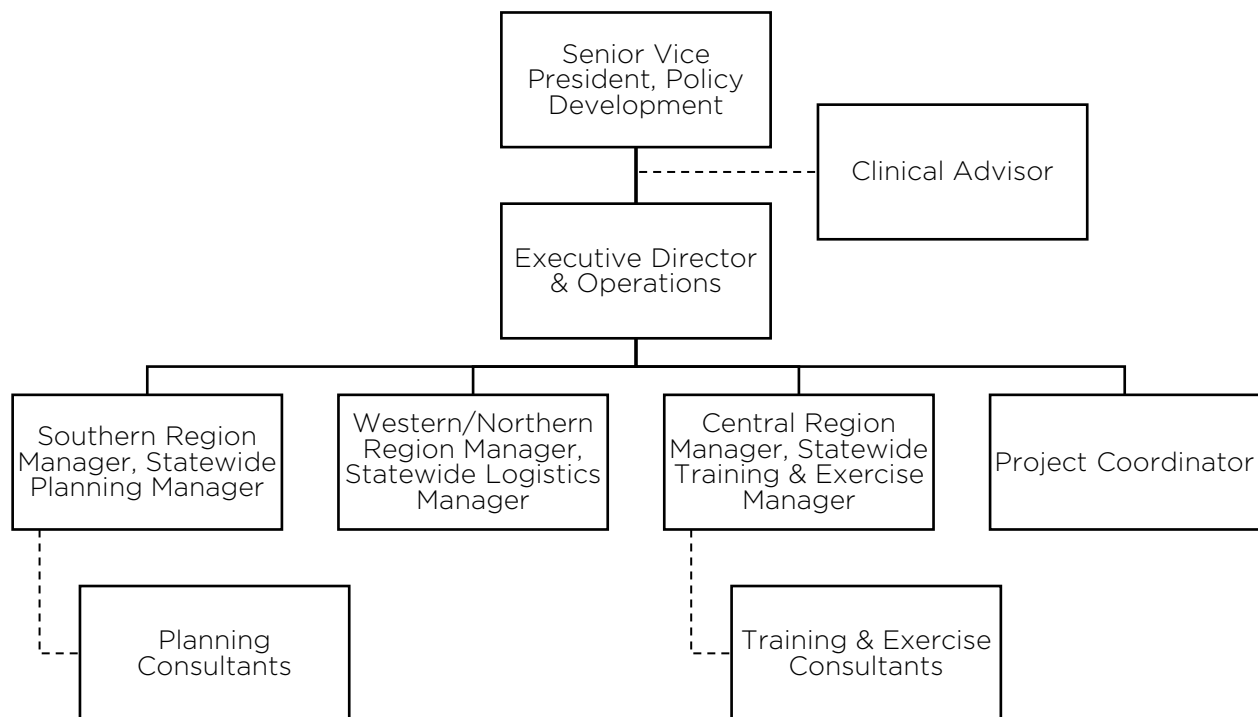 Senior Vice
President, Policy
Development
Clinical Advisor
Executive Director
& Operations
Southern Region
Manager, Statewide
Planning Manager
Western/Northern
Region Manager,
Statewide Logistics
Manager
Central Region
Manager, Statewide
Training & Exercise
Manager
Project Coordinator
Planning
Consultants
Training & Exercise
Consultants